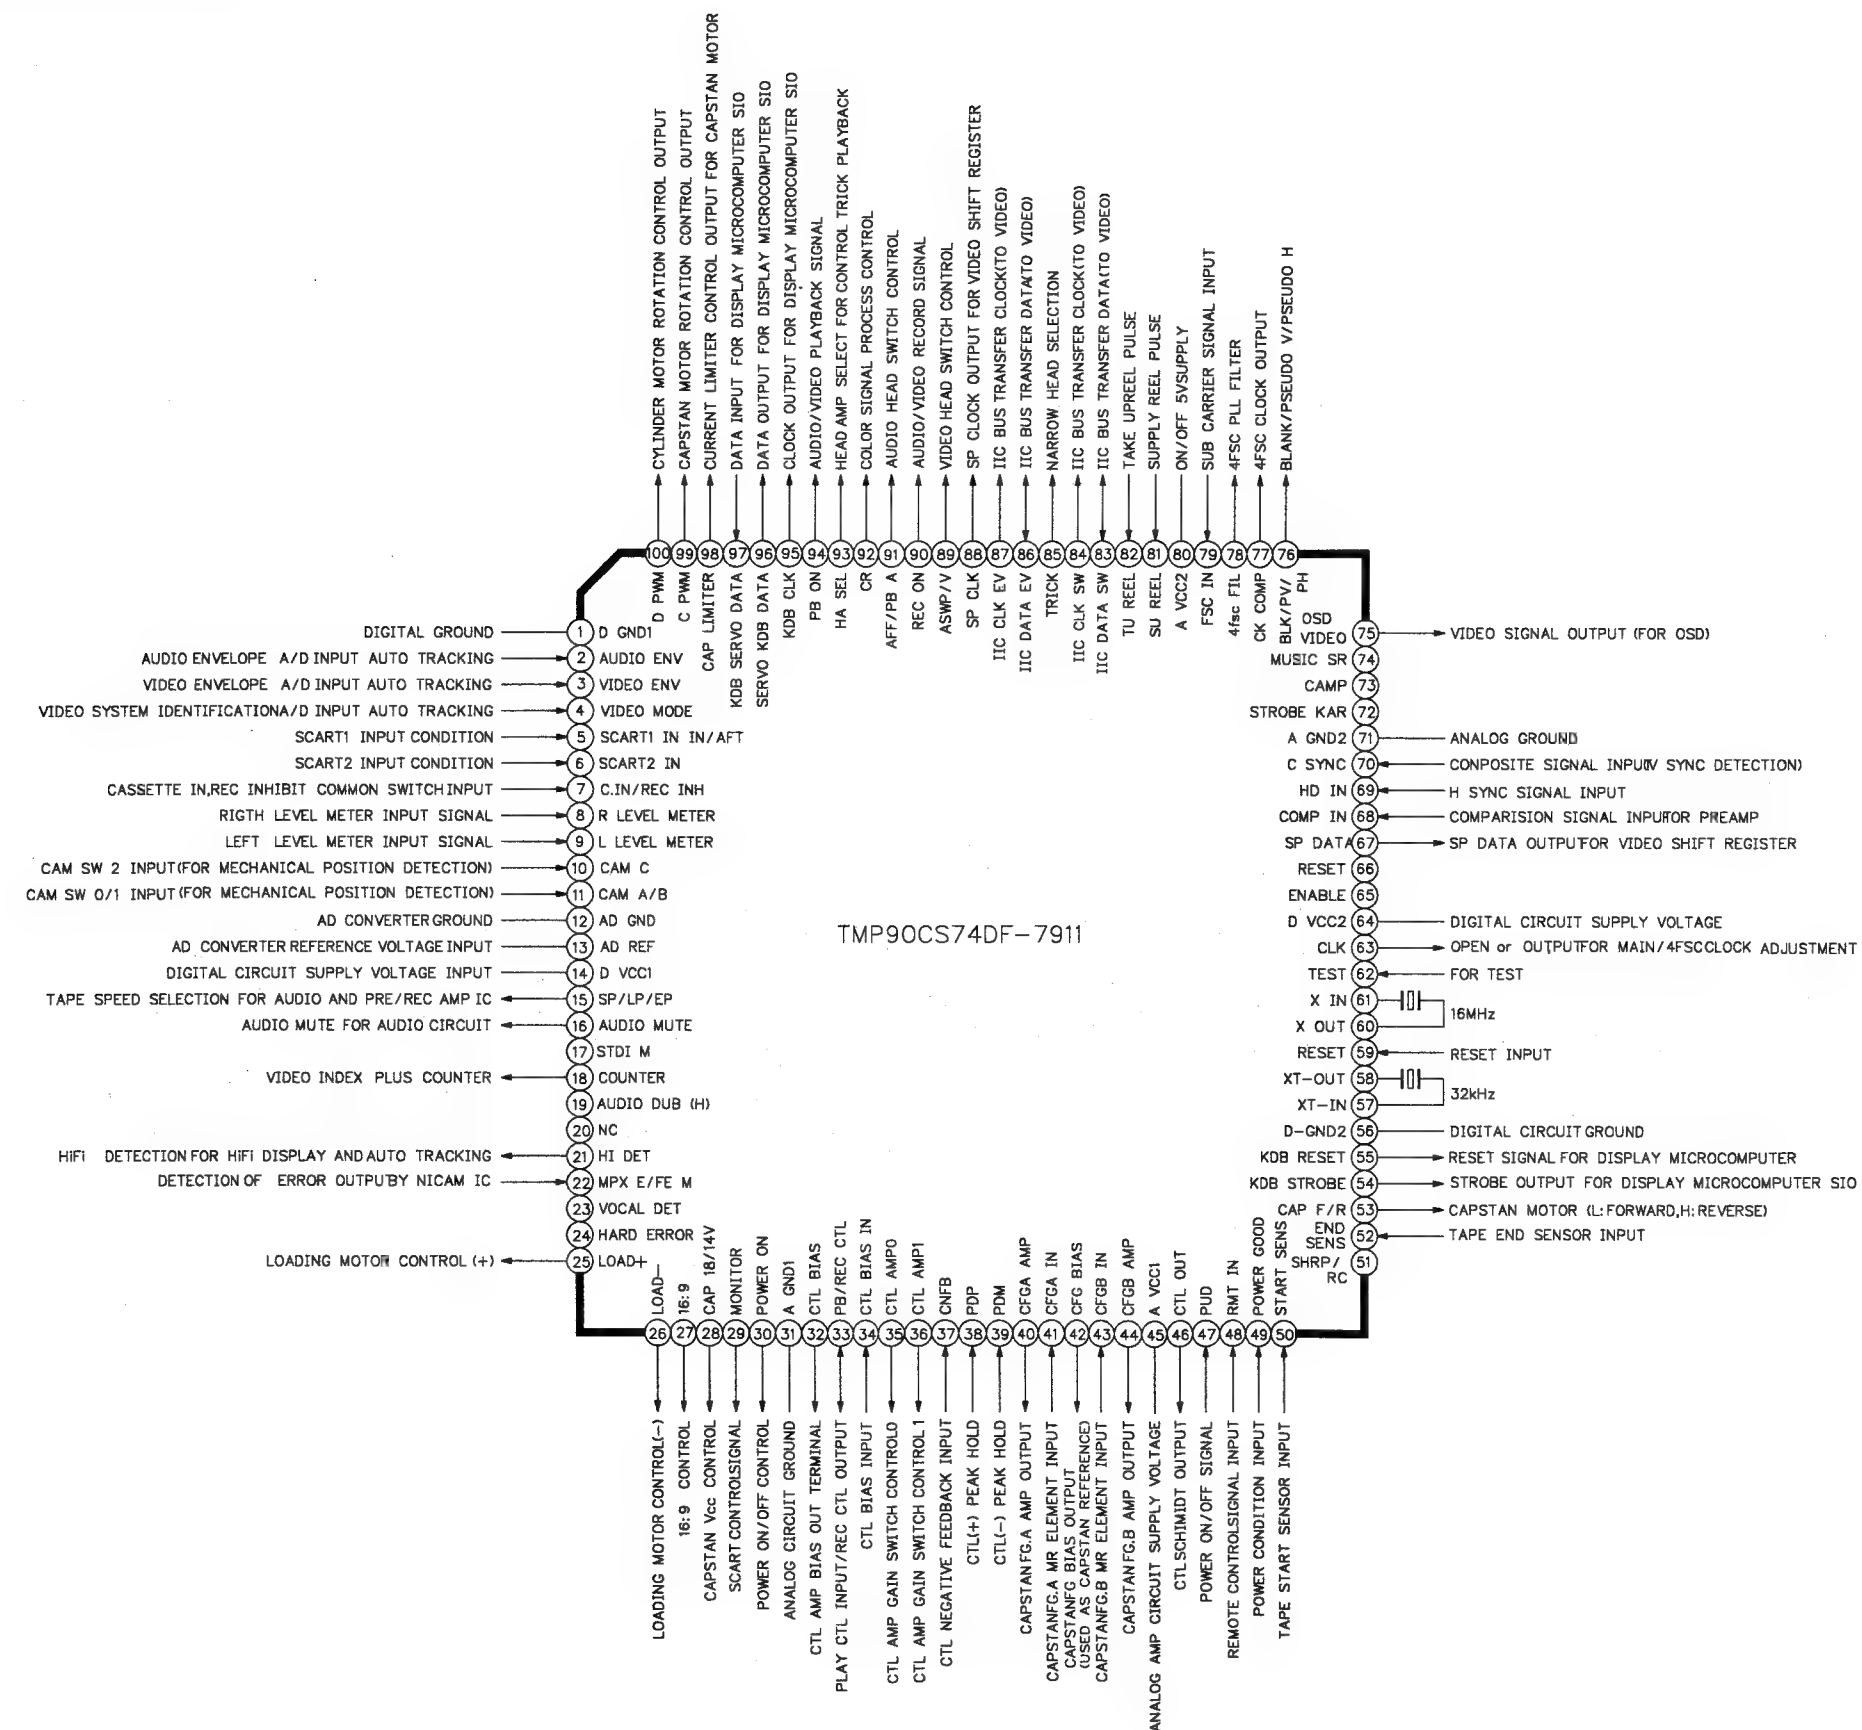 CYLINDER MOTOR ROTATION CONTROL OUTPUT
CAPSTAN MOTOR ROTATION CONTROL OUTPUT
CURRENT LIMITER CONTROL OUTPUT FOR CAPSTAN MOTOR
DATA INPUT FOR DISPLAY MICROCOMPUTER SIO
DATA OUTPUT FOR DISPLAY MICROCOMPUTER SIO
CLOCK OUTPUT FOR DISPLAY MICROCOMPUTER SIO
AUDIO/VIDEO PLAYBACK SIGNAL
HEAD AMP SELECT FOR CONTROL TRICK PLAYBACK
COLOR SIGNAL PROCESS CONTROL
AUDIO HEAD SWITCH CONTROL
AUDIO/VIDEO RECORD SIGNAL
VIDEO HEAD SWITCH CONTROL
SP CLOCK OUTPUT FOR VIDEO SHIFT REGISTER
IIC BUS TRANSFER CLOCK(TO VIDEO)
IIC BUS TRANSFER DATA(TO VIDEO)
NARROW HEAD SELECTION
IIC BUS TRANSFER CLOCK(TO VIDEO)
IIC BUS TRANSFER DATA(TO VIDEO)
TAKE UPREEL PULSE
SUPPLY REEL PULSE
ON/OFF 5VSUPPLY
SUB CARRIER SIGNAL INPUT
4FSC PLL FILTER
4FSC CLOCK OUTPUT
BLANK/PSEUDO V/PSEUDO H
100 99 98 97 96 95 94 93 92 91 90 89 88 87 86 85 84 83 82 81 80 79 78 77 76
D PWM
C PWM
CAP LIMITER
KDB SERVO DATA
SERVO KDB DATA
KDB CLK
PB ON
HA SEL
CR
AFF/PB A
REC ON
ASWP/V
SP CLK
IIC CLK EV
IIC DATA EV
TRICK
IIC CLK SW
IIC DATA SW
TU REEL
SU REEL
A VCC2
FSC IN
4fsc FIL
CK COMP
BLK/PV/
PH
DIGITAL GROUND 1 D GND1
AUDIO ENVELOPE A/D INPUT AUTO TRACKING 2 AUDIO ENV
VIDEO ENVELOPE A/D INPUT AUTO TRACKING 3 VIDEO ENV
VIDEO SYSTEM IDENTIFICATIONA/D INPUT AUTO TRACKING 4 VIDEO MODE
SCART1 INPUT CONDITION 5 SCART1 IN IN/AFT
SCART2 INPUT CONDITION 6 SCART2 IN
CASSETTE IN,REC INHIBIT COMMON SWITCH INPUT 7 C.IN/REC INH
RIGTH LEVEL METER INPUT SIGNAL 8 R LEVEL METER
LEFT LEVEL METER INPUT SIGNAL 9 L LEVEL METER
CAM SW 2 INPUT(FOR MECHANICAL POSITION DETECTION) 10 CAM C
CAM SW 0/1 INPUT(FOR MECHANICAL POSITION DETECTION) 11 CAM A/B
AD CONVERTER GROUND 12 AD GND
AD CONVERTER REFERENCE VOLTAGE INPUT 13 AD REF
DIGITAL CIRCUIT SUPPLY VOLTAGE INPUT 14 D VCC1
TAPE SPEED SELECTION FOR AUDIO AND PRE/REC AMP IC 15 SP/LP/EP
AUDIO MUTE FOR AUDIO CIRCUIT 16 AUDIO MUTE
17 STDI M
VIDEO INDEX PLUS COUNTER 18 COUNTER
19 AUDIO DUB (H)
20 NC
HiFi DETECTION FOR HiFi DISPLAY AND AUTO TRACKING 21 HI DET
DETECTION OF ERROR OUTPUTBY NICAM IC 22 MPX E/FE M
23 VOCAL DET
24 HARD ERROR
LOADING MOTOR CONTROL (+) 25 LOAD+
TMP90CS74DF-7911
OSD
VIDEO 75 VIDEO SIGNAL OUTPUT (FOR OSD)
MUSIC SR 74
CAMP 73
STROBE KAR 72
A GND2 71 ANALOG GROUND
C SYNC 70 CONPOSITE SIGNAL INPUT(V SYNC DETECTION)
HD IN 69 H SYNC SIGNAL INPUT
COMP IN 68 COMPARISION SIGNAL INPUTFOR PREAMP
SP DATA 67 SP DATA OUTPUTFOR VIDEO SHIFT REGISTER
RESET 66
ENABLE 65
D VCC2 64 DIGITAL CIRCUIT SUPPLY VOLTAGE
CLK 63 OPEN or OUTPUTFOR MAIN/4FSCCLOCK ADJUSTMENT
TEST 62 FOR TEST
X IN 61
16MHz
X OUT 60
RESET 59 RESET INPUT
XT-OUT 58
32kHz
XT-IN 57
D-GND2 56 DIGITAL CIRCUIT GROUND
KDB RESET 55 RESET SIGNAL FOR DISPLAY MICROCOMPUTER
KDB STROBE 54 STROBE OUTPUT FOR DISPLAY MICROCOMPUTER SIO
CAP F/R 53 CAPSTAN MOTOR (L:FORWARD,H:REVERSE)
END
SENS 52 TAPE END SENSOR INPUT
SHRP/
RC 51
LOAD-
16:9
CAP 18/14V
MONITOR
POWER ON
A GND1
CTL BIAS
PB/REC CTL
CTL BIAS IN
CTL AMP0
CTL AMP1
CNFB
PDP
PDM
CFGA AMP
CFGA IN
CFG BIAS
CFGB IN
CFGB AMP
A VCC1
CTL OUT
PUD
RMT IN
POWER GOOD
START SENS
26 27 28 29 30 31 32 33 34 35 36 37 38 39 40 41 42 43 44 45 46 47 48 49 50
LOADING MOTOR CONTROL(-)
16:9 CONTROL
CAPSTAN Vcc CONTROL
SCART CONTROLSIGNAL
POWER ON/OFF CONTROL
ANALOG CIRCUIT GROUND
CTL AMP BIAS OUT TERMINAL
PLAY CTL INPUT/REC CTL OUTPUT
CTL BIAS INPUT
CTL AMP GAIN SWITCH CONTROL0
CTL AMP GAIN SWITCH CONTROL 1
CTL NEGATIVE FEEDBACK INPUT
CTL(+) PEAK HOLD
CTL(-) PEAK HOLD
CAPSTANFG.A AMP OUTPUT
CAPSTANFG.A MR ELEMENT INPUT
CAPSTANFG BIAS OUTPUT
(USED AS CAPSTAN REFERENCE)
CAPSTANFG.B MR ELEMENT INPUT
CAPSTANFG.B AMP OUTPUT
ANALOG AMP CIRCUIT SUPPLY VOLTAGE
CTLSCHIMIDT OUTPUT
POWER ON/OFF SIGNAL
REMOTE CONTROLSIGNAL INPUT
POWER CONDITION INPUT
TAPE START SENSOR INPUT